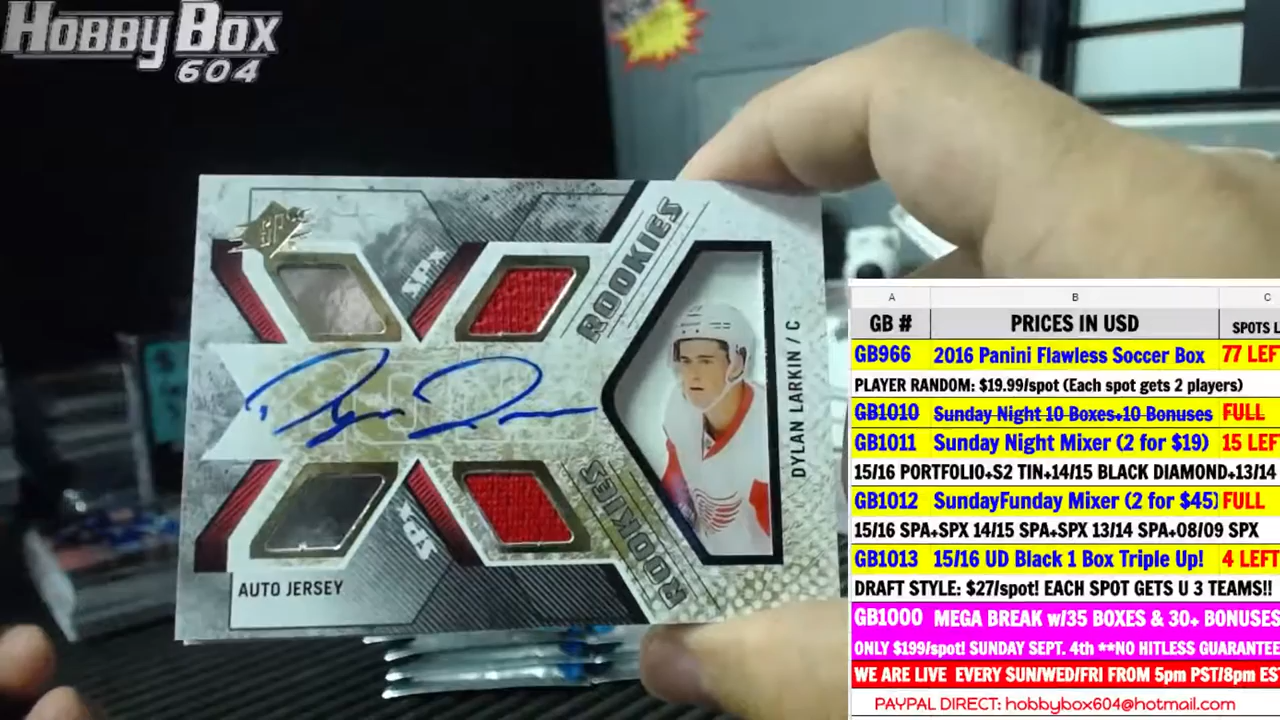 HOBBY BOX
604
SPX
ROOKIES
SPX
ROOKIES
DYLAN LARKIN / C
AUTO JERSEY
A B C
GB # PRICES IN USD SPOTS L
GB966 2016 Panini Flawless Soccer Box 77 LEF
PLAYER RANDOM: $19.99/spot (Each spot gets 2 players)
GB1010 Sunday Night 10 Boxes+10 Bonuses FULL
GB1011 Sunday Night Mixer (2 for $19) 15 LEF
15/16 PORTFOLIO+S2 TIN+14/15 BLACK DIAMOND+13/14
GB1012 SundayFunday Mixer (2 for $45) FULL
15/16 SPA+SPX 14/15 SPA+SPX 13/14 SPA+08/09 SPX
GB1013 15/16 UD Black 1 Box Triple Up! 4 LEFT
DRAFT STYLE: $27/spot! EACH SPOT GETS U 3 TEAMS!!
GB1000 MEGA BREAK w/35 BOXES & 30+ BONUSES
ONLY $199/spot! SUNDAY SEPT. 4th **NO HITLESS GUARANTE
WE ARE LIVE EVERY SUN/WED/FRI FROM 5pm PST/8pm ES
PAYPAL DIRECT: hobbybox604@hotmail.com